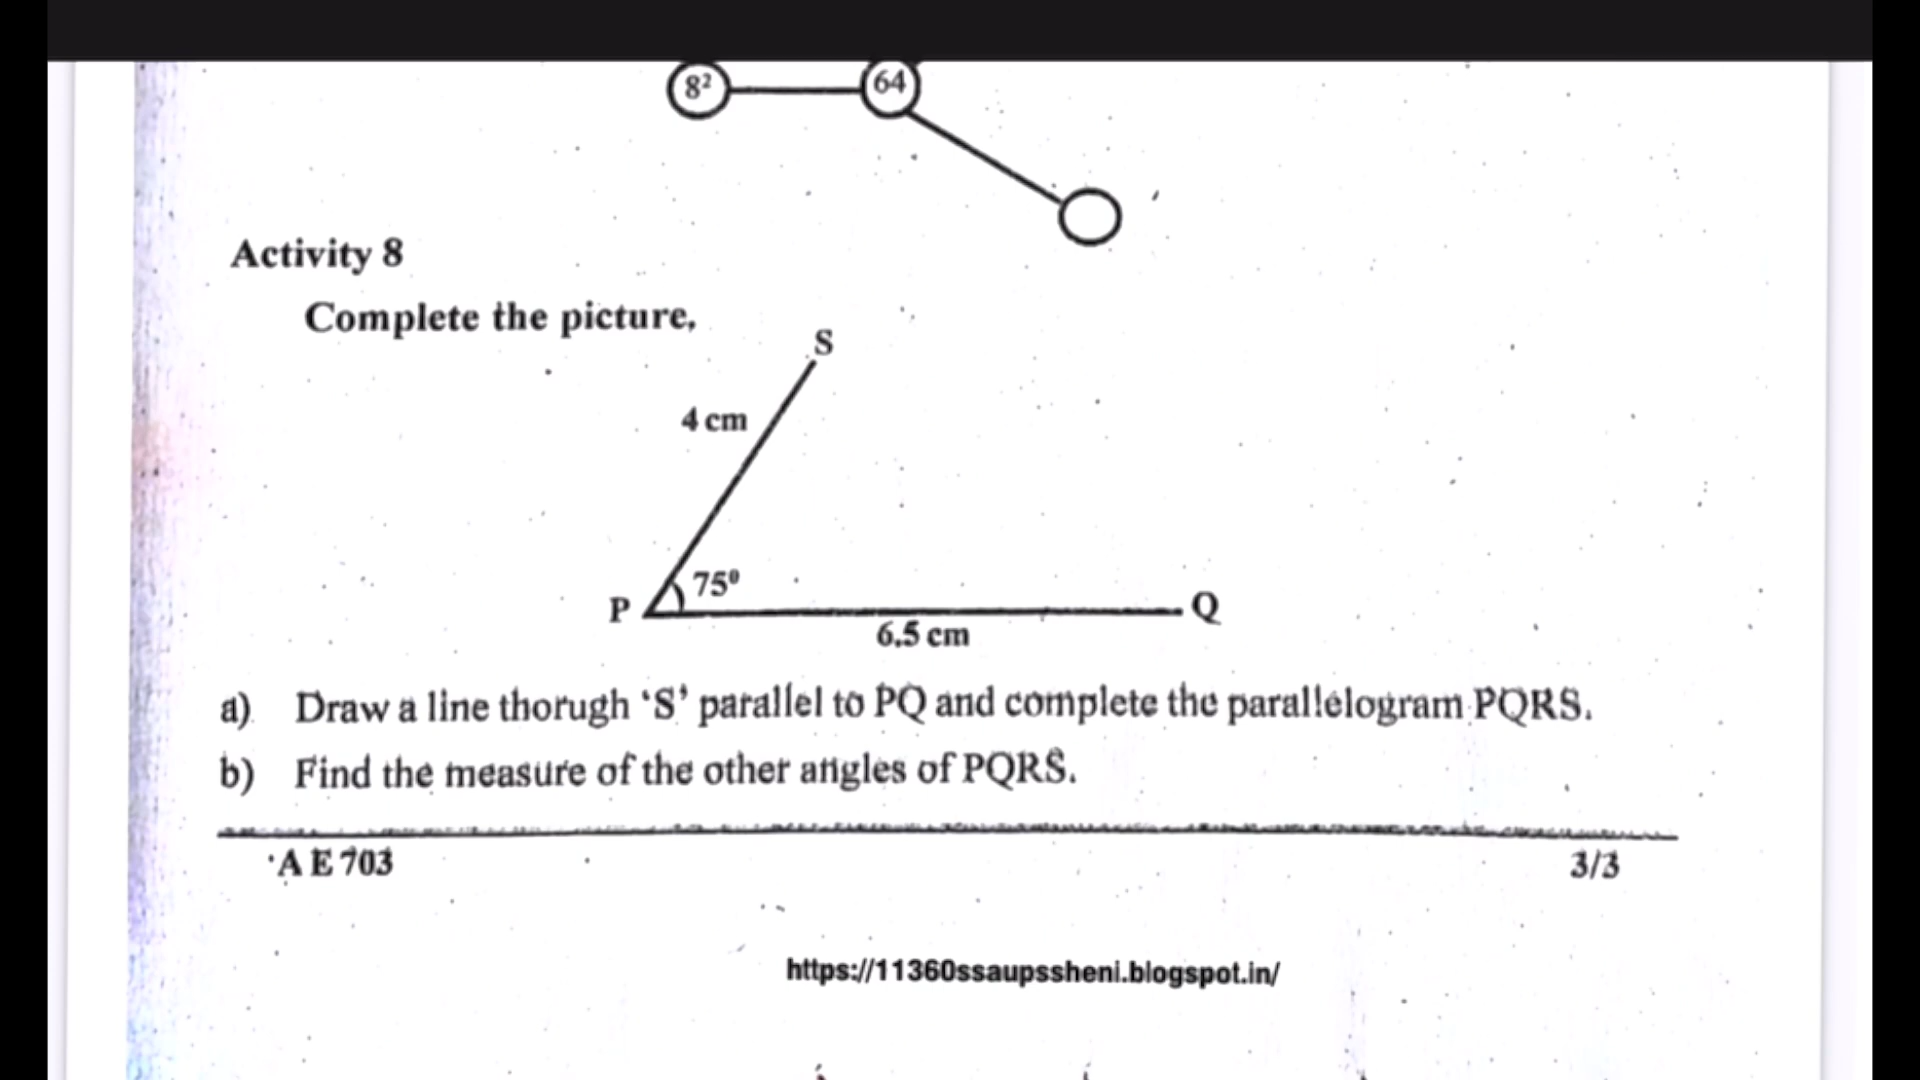 8² 64
Activity 8
Complete the picture,
S
4 cm
75⁰
P Q
6.5 cm
a) Draw a line thorugh ‘S’ parallel to PQ and complete the parallelogram PQRS.
b) Find the measure of the other angles of PQRS.
A E 703 3/3
https://11360ssaupssheni.blogspot.in/